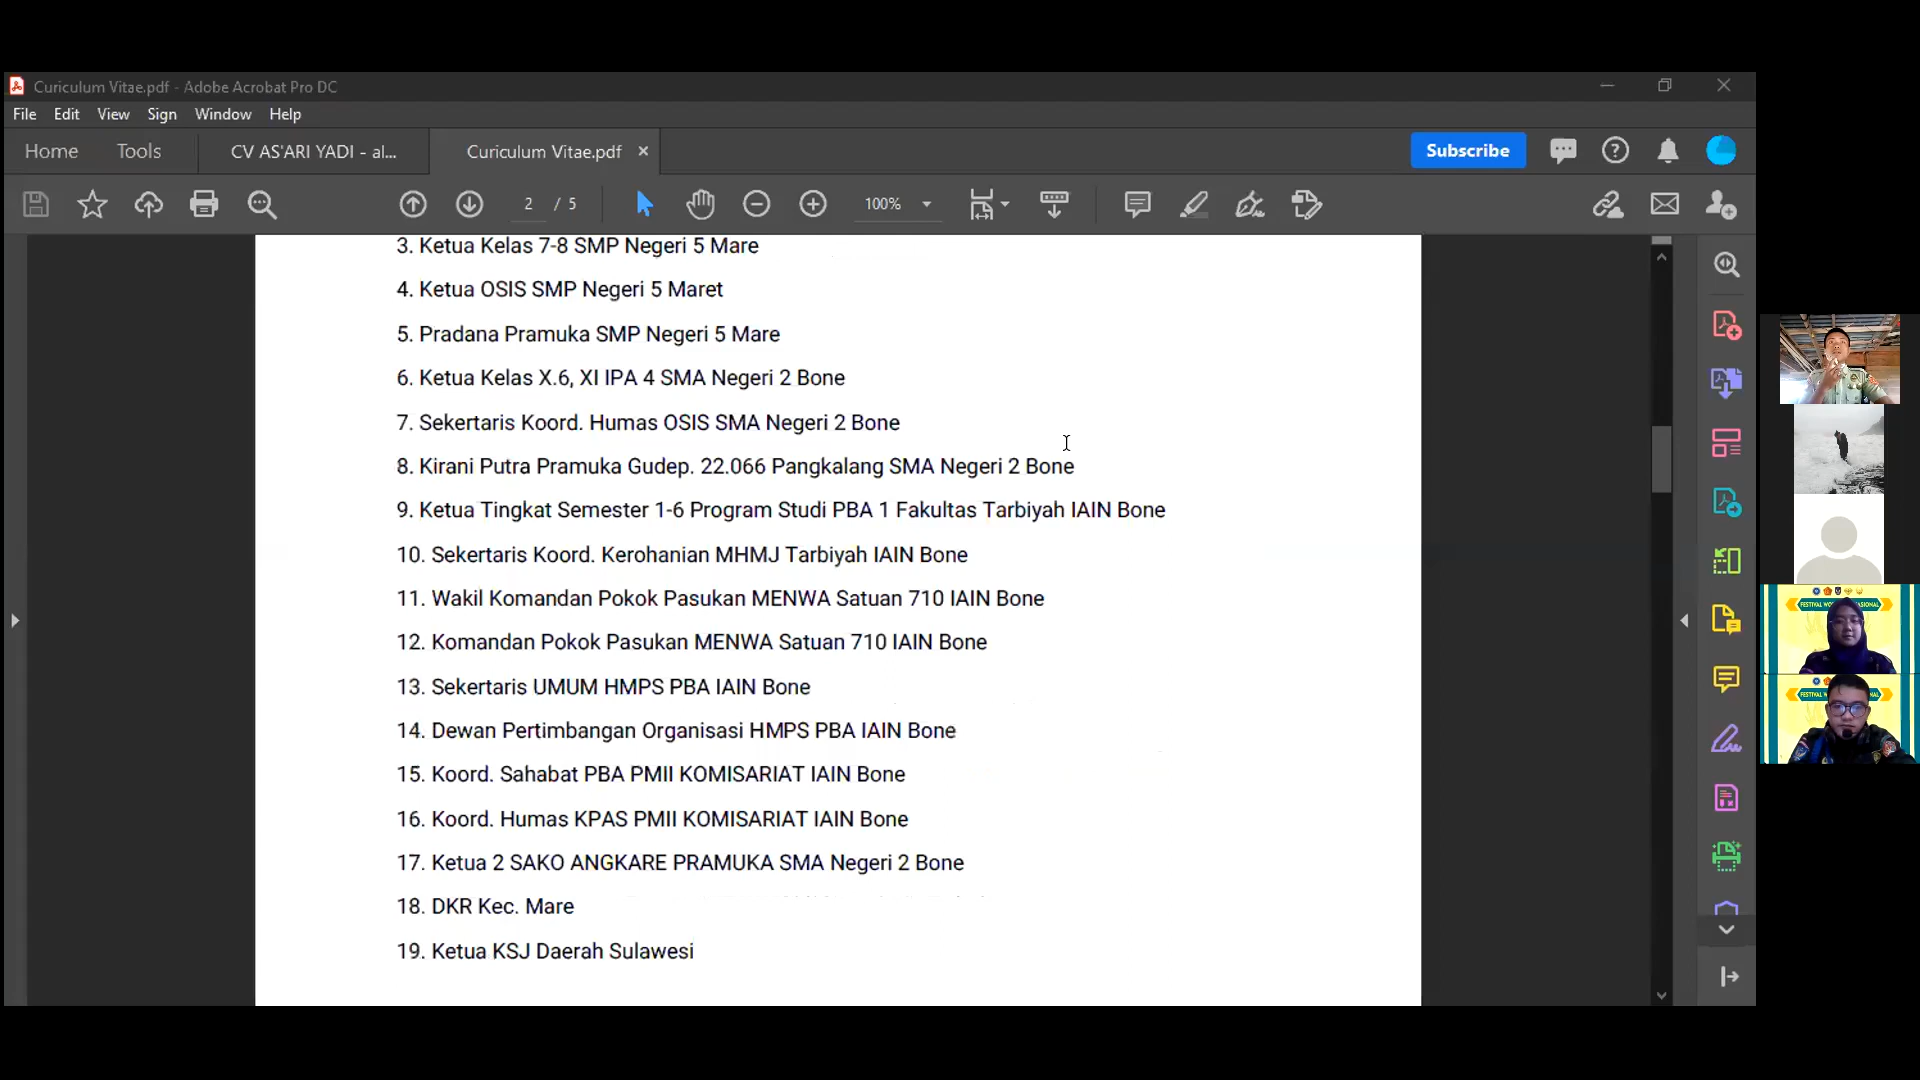 Curiculum Vitae.pdf - Adobe Acrobat Pro DC
File Edit View Sign Window Help
Home Tools CV AS'ARI YADI - al... Curiculum Vitae.pdf × Subscribe
2 / 5 100%
3. Ketua Kelas 7-8 SMP Negeri 5 Mare
4. Ketua OSIS SMP Negeri 5 Maret
5. Pradana Pramuka SMP Negeri 5 Mare
6. Ketua Kelas X.6, XI IPA 4 SMA Negeri 2 Bone
7. Sekertaris Koord. Humas OSIS SMA Negeri 2 Bone
8. Kirani Putra Pramuka Gudep. 22.066 Pangkalang SMA Negeri 2 Bone
9. Ketua Tingkat Semester 1-6 Program Studi PBA 1 Fakultas Tarbiyah IAIN Bone
10. Sekertaris Koord. Kerohanian MHMJ Tarbiyah IAIN Bone
11. Wakil Komandan Pokok Pasukan MENWA Satuan 710 IAIN Bone
12. Komandan Pokok Pasukan MENWA Satuan 710 IAIN Bone
13. Sekertaris UMUM HMPS PBA IAIN Bone
14. Dewan Pertimbangan Organisasi HMPS PBA IAIN Bone
15. Koord. Sahabat PBA PMII KOMISARIAT IAIN Bone
16. Koord. Humas KPAS PMII KOMISARIAT IAIN Bone
17. Ketua 2 SAKO ANGKARE PRAMUKA SMA Negeri 2 Bone
18. DKR Kec. Mare
19. Ketua KSJ Daerah Sulawesi
FESTIVAL
FESTIVAL